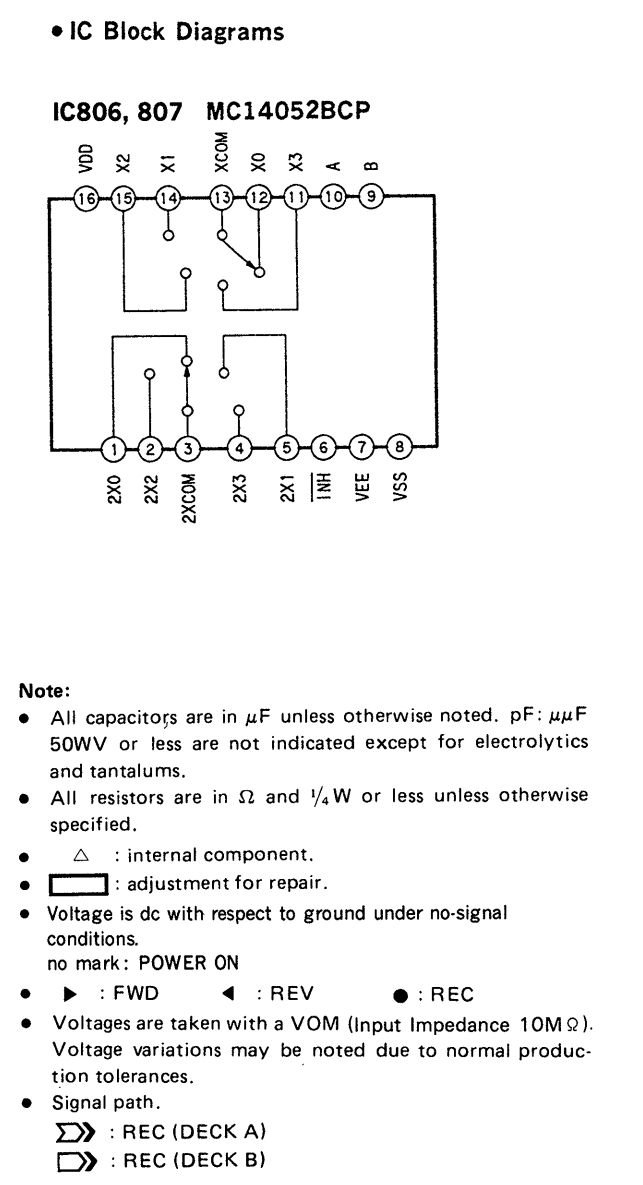 • IC Block Diagrams
IC806, 807 MC14052BCP
VDD X2 X1 XCOM X0 X3 A B
16 15 14 13 12 11 10 9
1 2 3 4 5 6 7 8
2X0 2X2 2XCOM 2X3 2X1 INH VEE VSS
Note:
● All capacitors are in μF unless otherwise noted. pF: μμF
50WV or less are not indicated except for electrolytics
and tantalums.
● All resistors are in Ω and ¼W or less unless otherwise
specified.
● △ : internal component.
● : adjustment for repair.
● Voltage is dc with respect to ground under no-signal
conditions.
no mark: POWER ON
● ▶ : FWD ◀ : REV ● : REC
● Voltages are taken with a VOM (Input Impedance 10MΩ).
Voltage variations may be noted due to normal produc-
tion tolerances.
● Signal path.
: REC (DECK A)
: REC (DECK B)